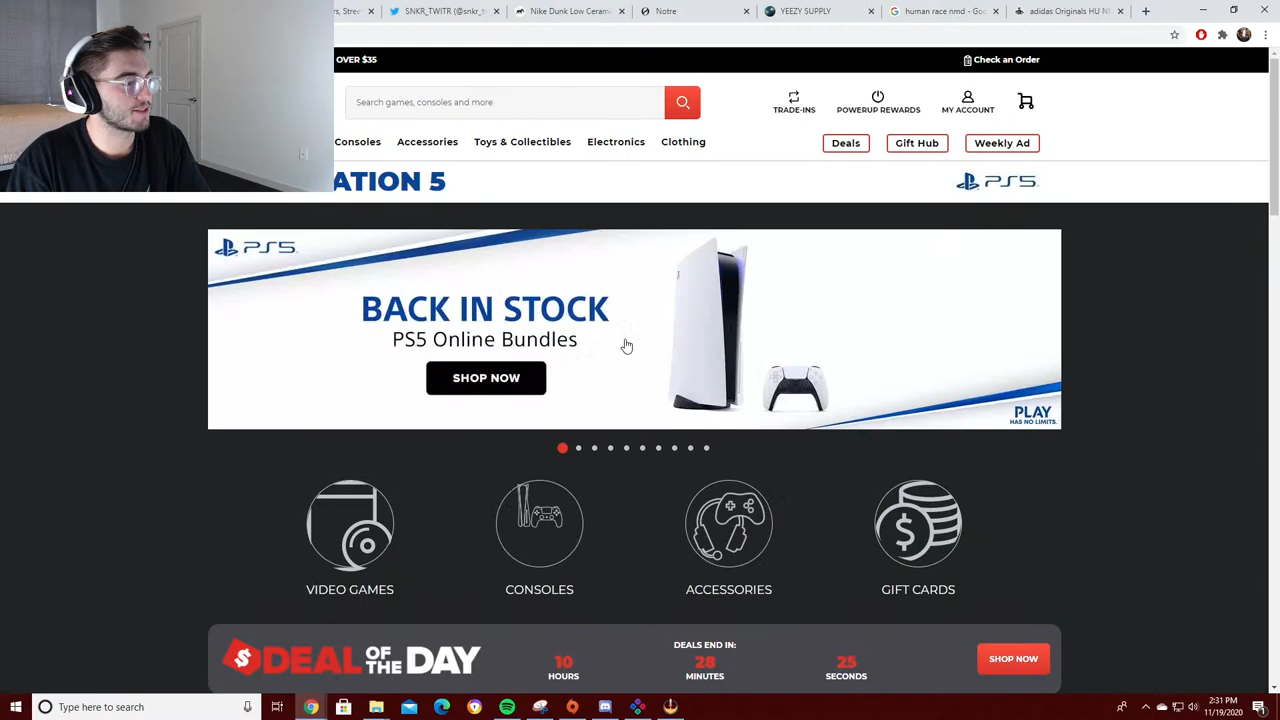 s, Stree
SNKR_TWITR (@snkr_t
Nike Dunk Low Ceram
Notre
YEEZY SUPPLY
human race nmd - Goo
adidas Originals HU N
OVER $35
Check an Order
Search games, consoles and more
TRADE-INS
POWERUP REWARDS
MY ACCOUNT
Consoles
Accessories
Toys & Collectibles
Electronics
Clothing
Deals
Gift Hub
Weekly Ad
ATION 5
PS5
PS5
BACK IN STOCK
PS5 Online Bundles
SHOP NOW
PLAY
HAS NO LIMITS.
VIDEO GAMES
CONSOLES
ACCESSORIES
GIFT CARDS
DEAL OF THE DAY
DEALS END IN:
10
28
25
HOURS
MINUTES
SECONDS
SHOP NOW
Type here to search
2:31 PM
11/19/2020